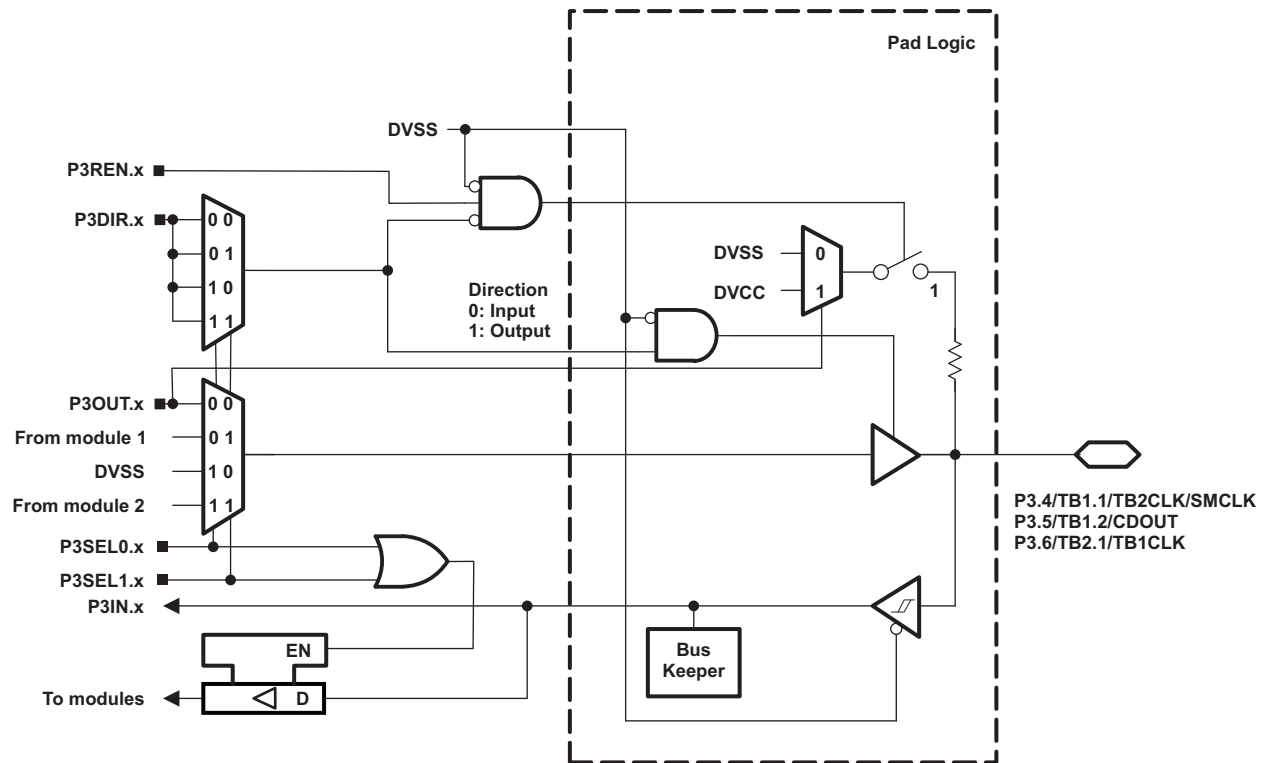 Pad Logic
DVSS
P3REN.x
P3DIR.x
0 0
0 1
1 0
1 1
Direction
0: Input
1: Output
DVSS
0
DVCC
1
1
P3OUT.x
0 0
From module 1
0 1
DVSS
1 0
From module 2
1 1
P3.4/TB1.1/TB2CLK/SMCLK
P3.5/TB1.2/CDOUT
P3.6/TB2.1/TB1CLK
P3SEL0.x
P3SEL1.x
P3IN.x
Bus
Keeper
EN
To modules
D